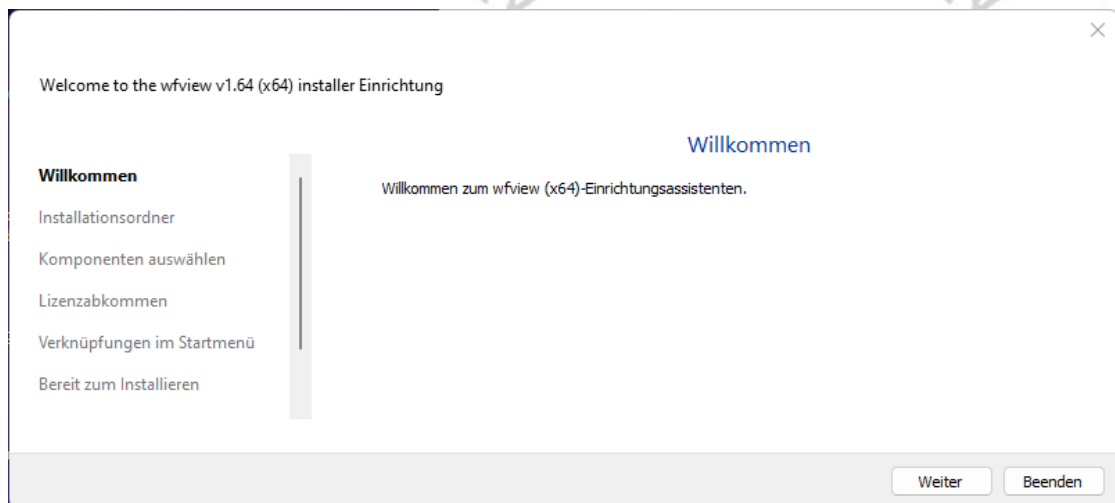 Welcome to the wfview v1.64 (x64) installer Einrichtung
Willkommen
Installationsordner
Komponenten auswählen
Lizenzabkommen
Verknüpfungen im Startmenü
Bereit zum Installieren
Willkommen
Willkommen zum wfview (x64)-Einrichtungsassistenten.
Weiter
Beenden